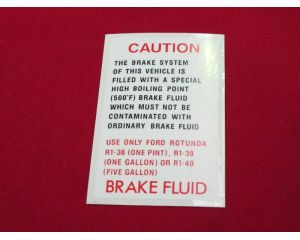 CAUTION
THE BRAKE SYSTEM
OF THIS VEHICLE IS
FILLED WITH A SPECIAL
HIGH BOILING POINT
(500°F) BRAKE FLUID
WHICH MUST NOT BE
CONTAMINATED WITH
ORDINARY BRAKE FLUID
USE ONLY FORD ROTUNDA
R1-38 (ONE PINT), R1-39
(ONE GALLON) OR R1-40
(FIVE GALLON)
BRAKE FLUID